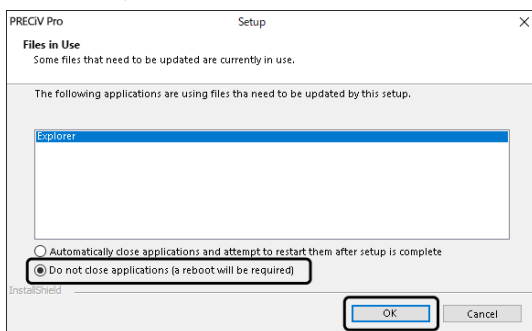 PRECiV Pro Setup
Files in Use
Some files that need to be updated are currently in use.
The following applications are using files tha need to be updated by this setup.
Explorer
Automatically close applications and attempt to restart them after setup is complete
Do not close applications (a reboot will be required)
InstallShield
OK Cancel